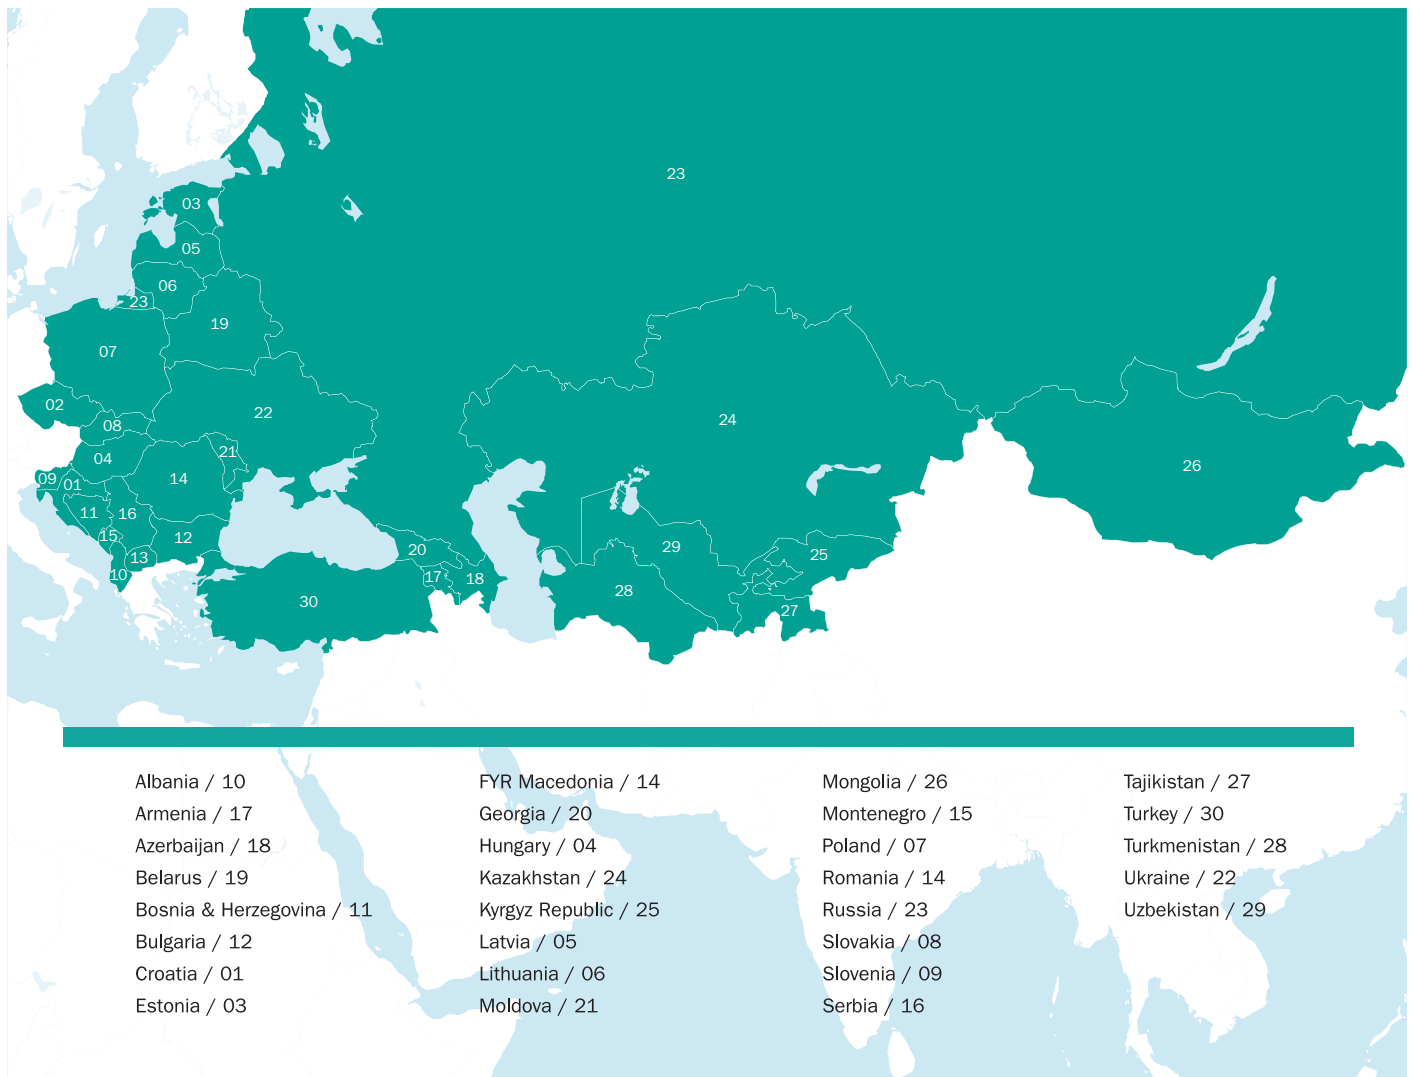 23
03
05
06
23
19
07
02
22
08
21
04
09
01
14
24
26
11
16
15
12
13
10
20
29
25
17
18
28
30
27
Albania / 10
Armenia / 17
Azerbaijan / 18
Belarus / 19
Bosnia & Herzegovina / 11
Bulgaria / 12
Croatia / 01
Estonia / 03
FYR Macedonia / 14
Georgia / 20
Hungary / 04
Kazakhstan / 24
Kyrgyz Republic / 25
Latvia / 05
Lithuania / 06
Moldova / 21
Mongolia / 26
Montenegro / 15
Poland / 07
Romania / 14
Russia / 23
Slovakia / 08
Slovenia / 09
Serbia / 16
Tajikistan / 27
Turkey / 30
Turkmenistan / 28
Ukraine / 22
Uzbekistan / 29